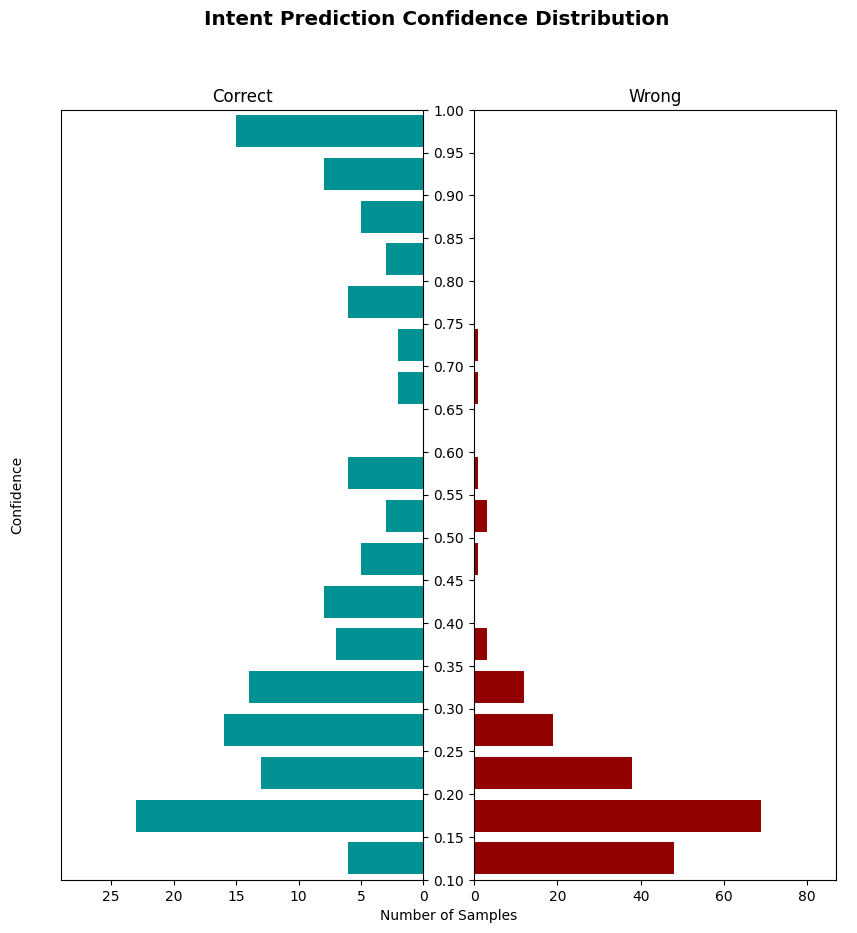 Intent Prediction Confidence Distribution
Correct
Wrong
1.00
0.95
0.90
0.85
0.80
0.75
0.70
0.65
0.60
0.55
0.50
0.45
0.40
0.35
0.30
0.25
0.20
0.15
0.10
Confidence
25 20 15 10 5 0
0 20 40 60 80
Number of Samples